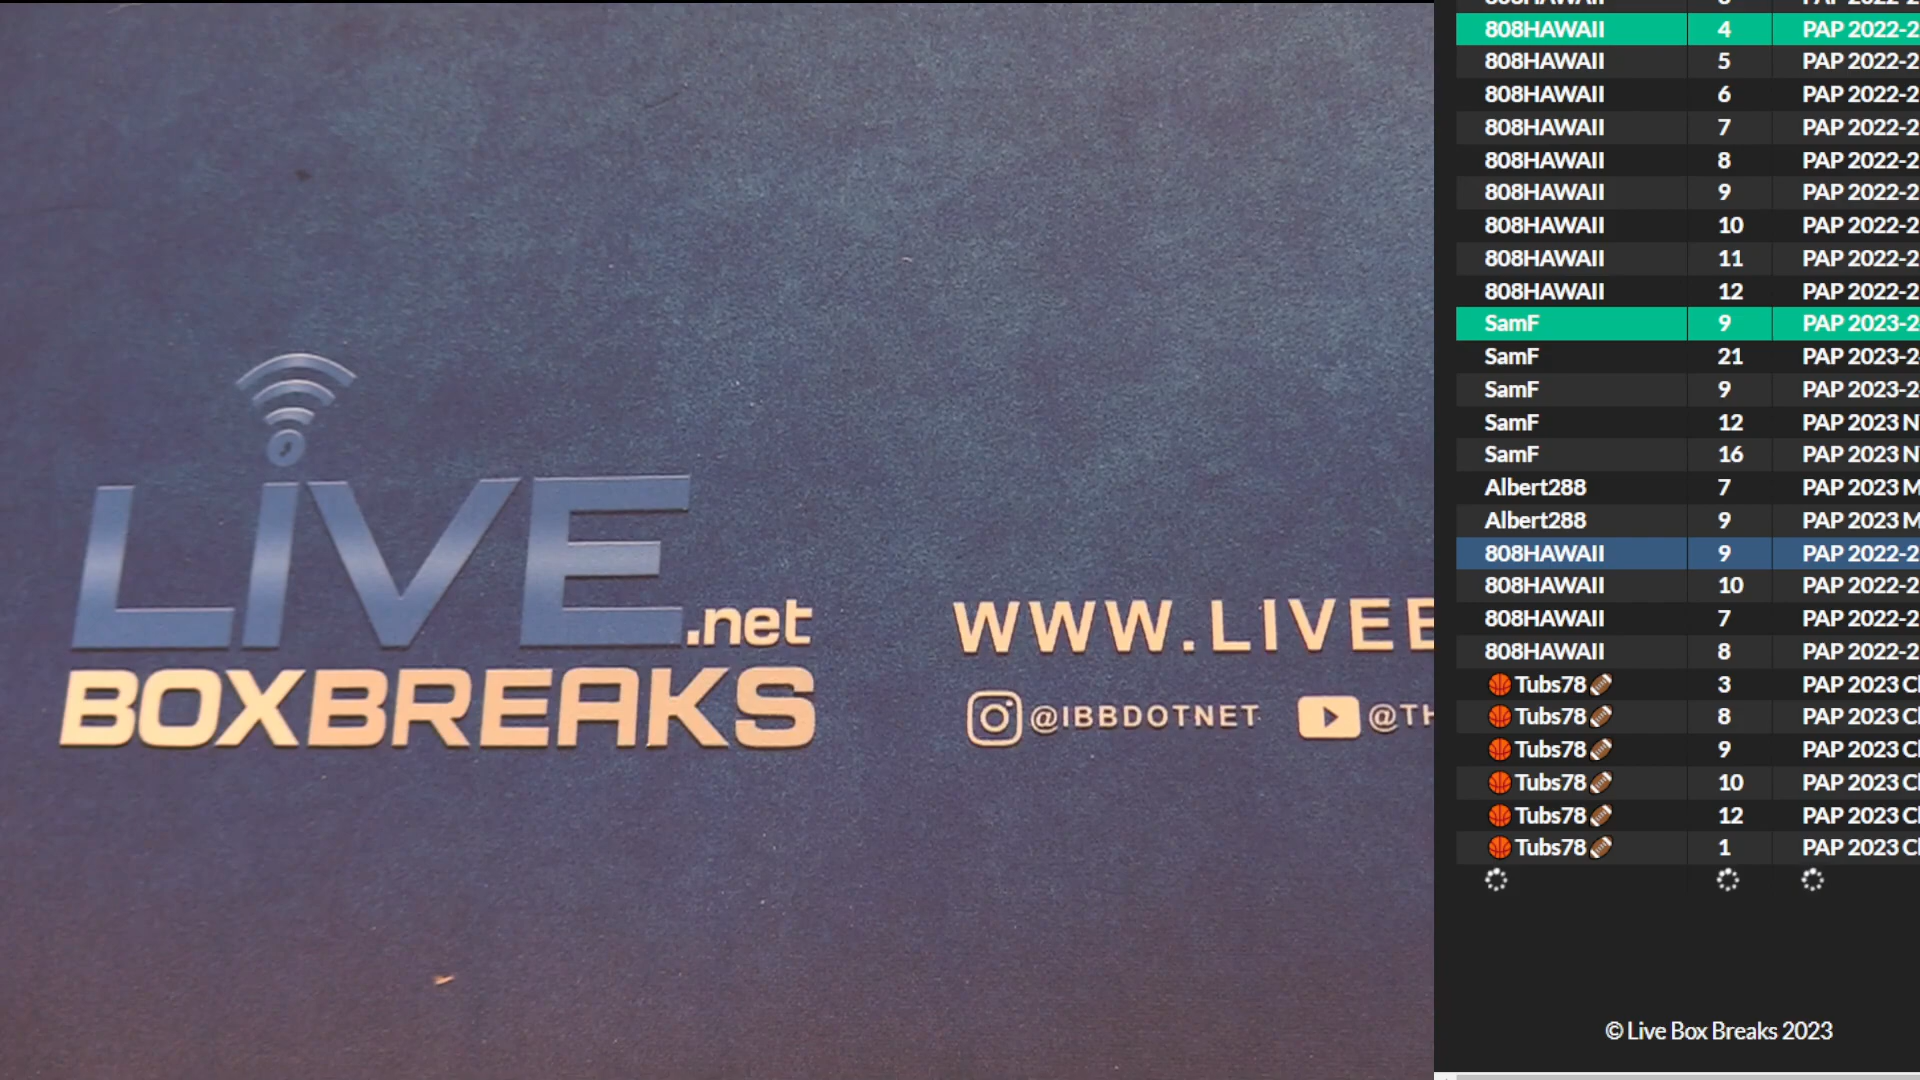 LiVE.net
BOXBREAKS
WWW.LIVE
@IBBDOTNET
808HAWAII 4 PAP 2022-2
808HAWAII 5 PAP 2022-2
808HAWAII 6 PAP 2022-2
808HAWAII 7 PAP 2022-2
808HAWAII 8 PAP 2022-2
808HAWAII 9 PAP 2022-2
808HAWAII 10 PAP 2022-2
808HAWAII 11 PAP 2022-2
808HAWAII 12 PAP 2022-2
SamF 9 PAP 2023-2
SamF 21 PAP 2023-2
SamF 9 PAP 2023-2
SamF 12 PAP 2023 N
SamF 16 PAP 2023 N
Albert288 7 PAP 2023 M
Albert288 9 PAP 2023 M
808HAWAII 9 PAP 2022-2
808HAWAII 10 PAP 2022-2
808HAWAII 7 PAP 2022-2
808HAWAII 8 PAP 2022-2
🏀Tubs78🏈 3 PAP 2023 C
🏀Tubs78🏈 8 PAP 2023 C
🏀Tubs78🏈 9 PAP 2023 C
🏀Tubs78🏈 10 PAP 2023 C
🏀Tubs78🏈 12 PAP 2023 C
🏀Tubs78🏈 1 PAP 2023 C
© Live Box Breaks 2023